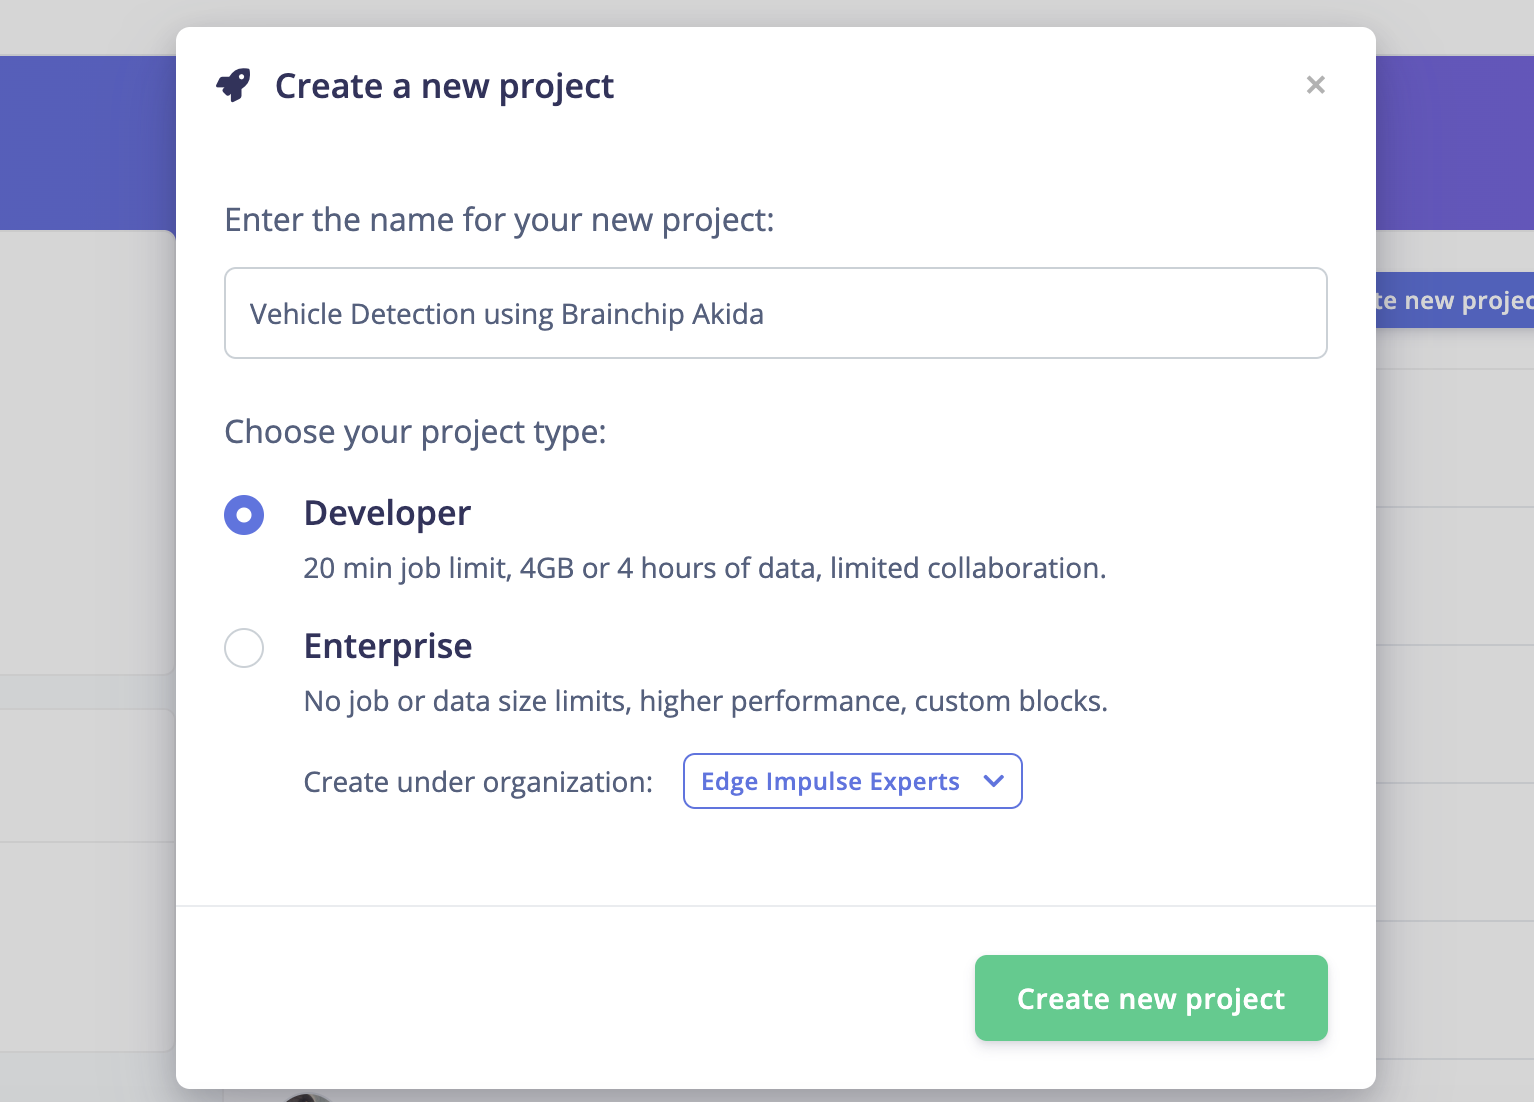 Create a new project
×
Enter the name for your new project:
Vehicle Detection using Brainchip Akida
te new projec
Choose your project type:
Developer
20 min job limit, 4GB or 4 hours of data, limited collaboration.
Enterprise
No job or data size limits, higher performance, custom blocks.
Create under organization: Edge Impulse Experts
Create new project